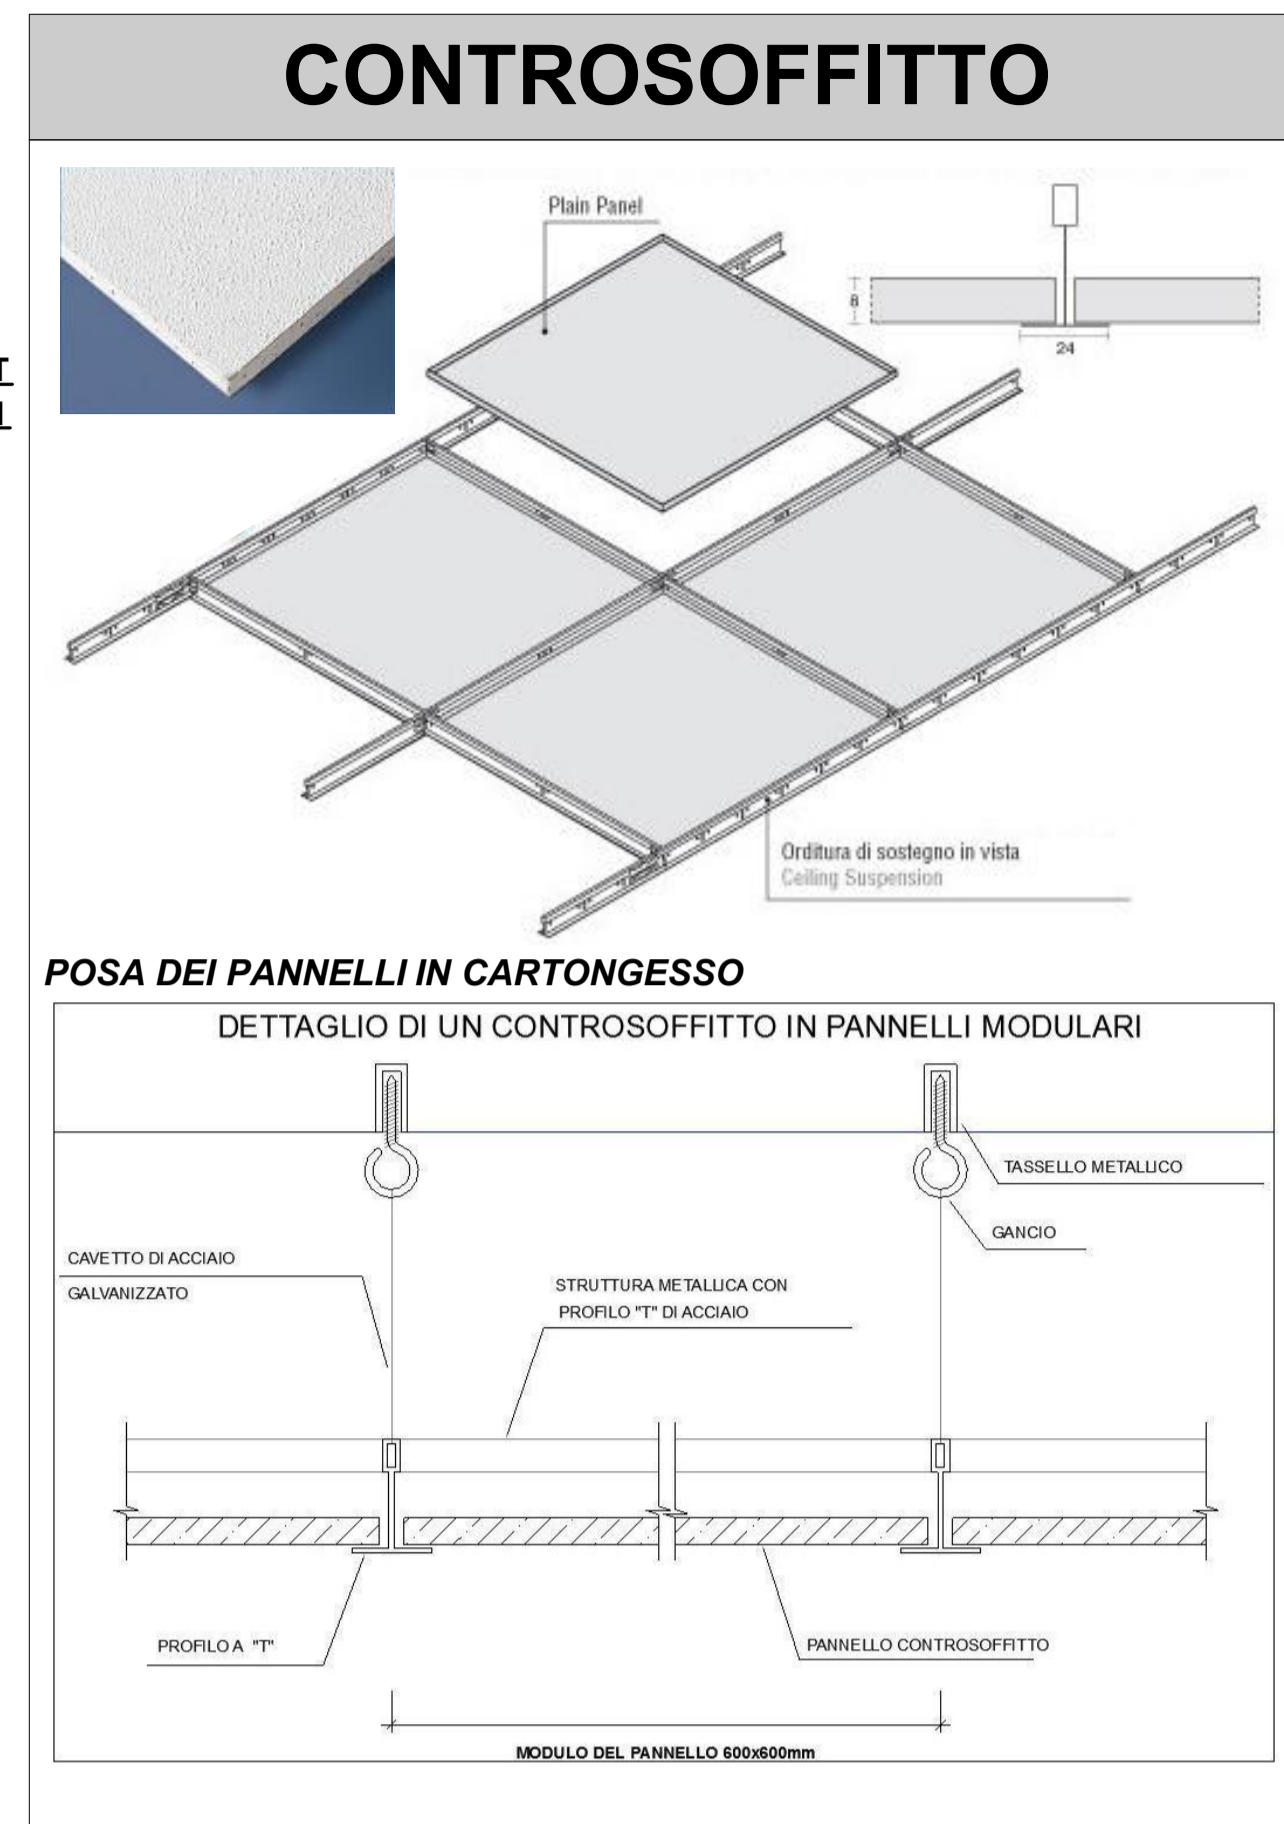 CONTROSOFFITTO
Plain Panel
8
24
Orditura di sostegno in vista
Ceiling Suspension
POSA DEI PANNELLI IN CARTONGESSO
DETTAGLIO DI UN CONTROSOFFITTO IN PANNELLI MODULARI
TASSELLO METALLICO
GANCIO
CAVETTO DI ACCIAIO
GALVANIZZATO
STRUTTURA METALLICA CON
PROFILO "T" DI ACCIAIO
PROFILO A "T"
PANNELLO CONTROSOFFITTO
MODULO DEL PANNELLO 600x600mm